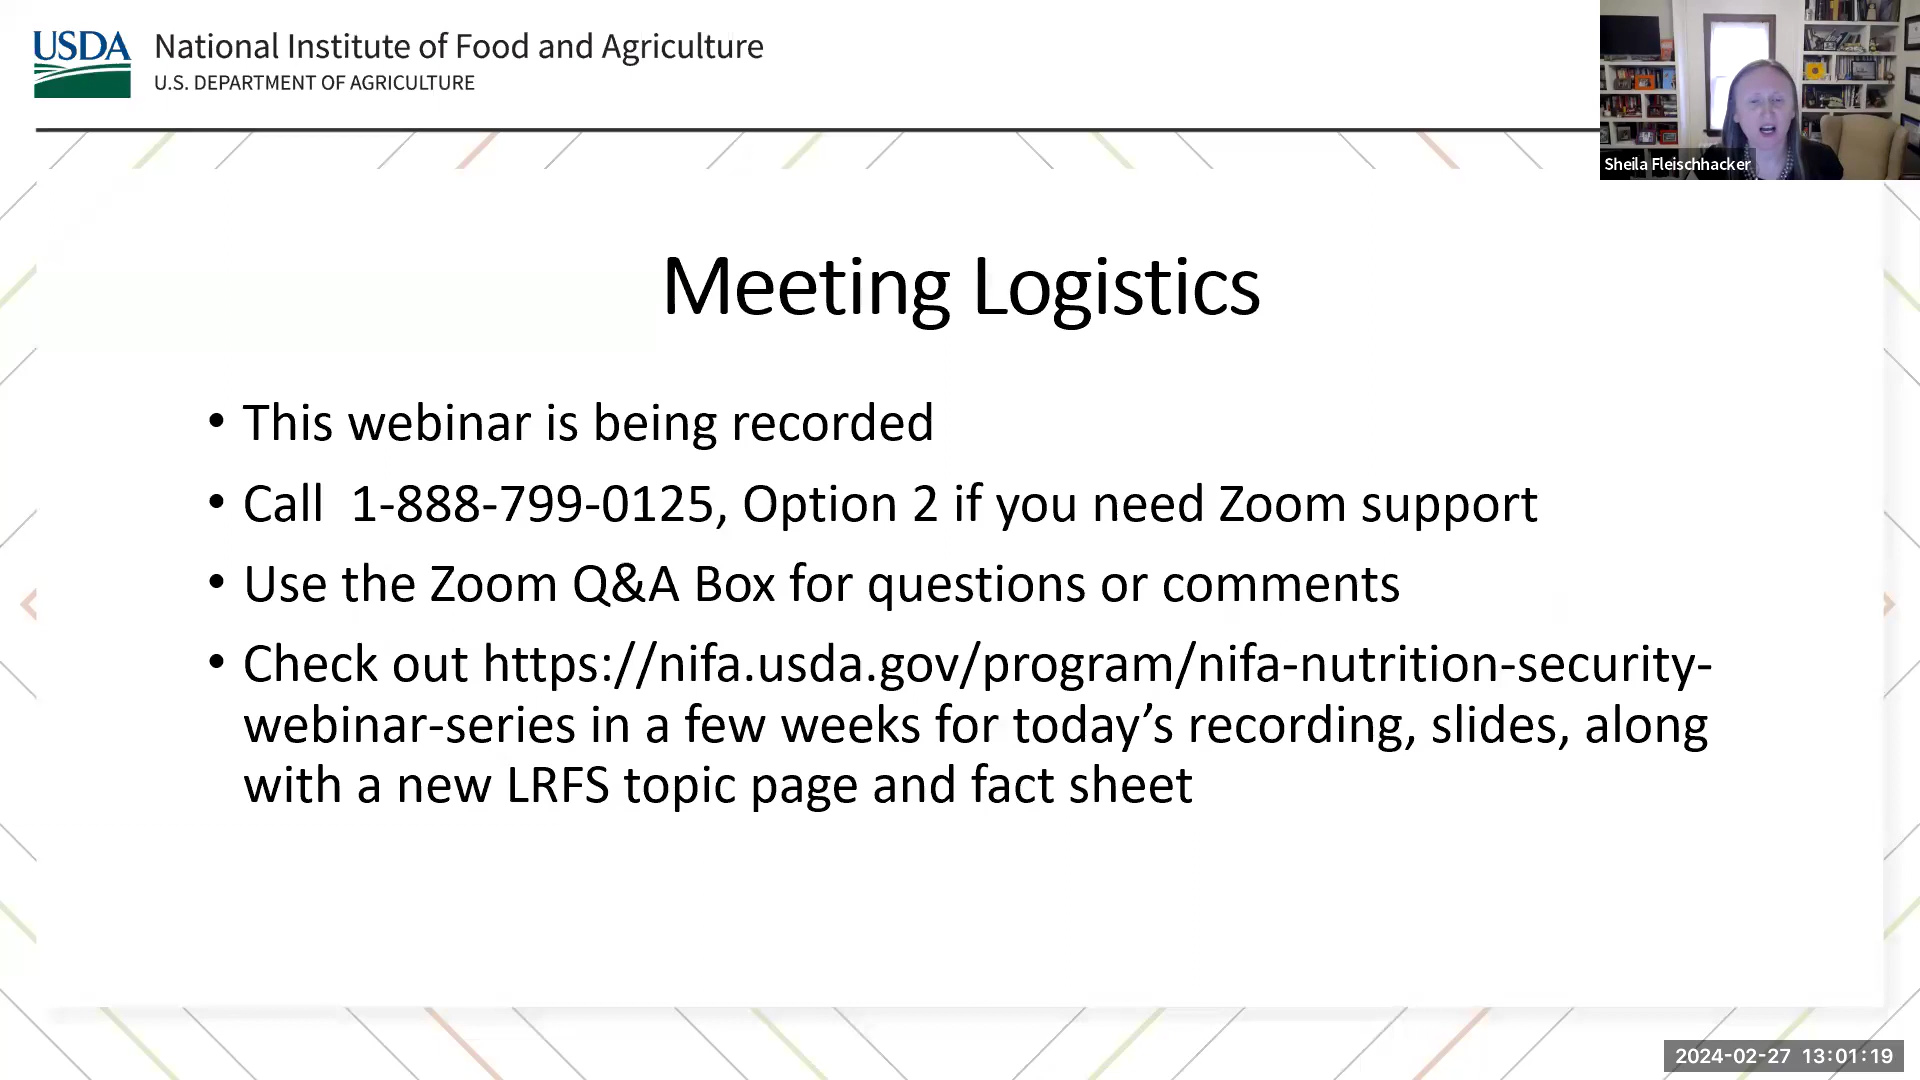 USDA
National Institute of Food and Agriculture
U.S. DEPARTMENT OF AGRICULTURE
Sheila Fleischhacker
Meeting Logistics
• This webinar is being recorded
• Call  1-888-799-0125, Option 2 if you need Zoom support
• Use the Zoom Q&A Box for questions or comments
• Check out https://nifa.usda.gov/program/nifa-nutrition-security-
webinar-series in a few weeks for today’s recording, slides, along
with a new LRFS topic page and fact sheet
2024-02-27 13:01:19